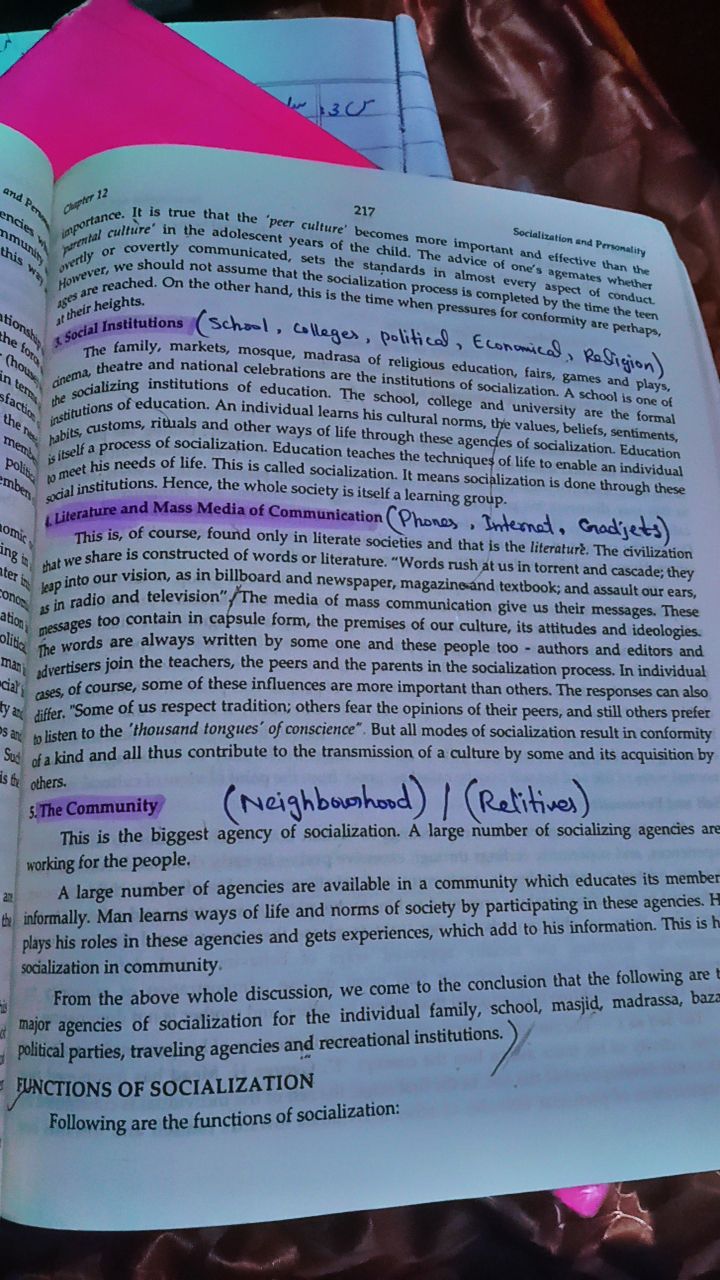 :3
Chapter 12
217
Socialization and Personality
importance. It is true that the 'peer culture' becomes more important and effective than the
'parental culture' in the adolescent years of the child. The advice of one's agemates whether
overtly or covertly communicated, sets the standards in almost every aspect of conduct.
However, we should not assume that the socialization process is completed by the time the teen
ages are reached. On the other hand, this is the time when pressures for conformity are perhaps,
at their heights.
3. Social Institutions (School, colleges, political, Economical, Religion)
The family, markets, mosque, madrasa of religious education, fairs, games and plays,
cinema, theatre and national celebrations are the institutions of socialization. A school is one of
the socializing institutions of education. The school, college and university are the formal
institutions of education. An individual learns his cultural norms, the values, beliefs, sentiments,
habits, customs, rituals and other ways of life through these agencies of socialization. Education
is itself a process of socialization. Education teaches the techniques of life to enable an individual
to meet his needs of life. This is called socialization. It means socialization is done through these
social institutions. Hence, the whole society is itself a learning group.
4. Literature and Mass Media of Communication (Phones, Internet, Gradjets)
This is, of course, found only in literate societies and that is the literature. The civilization
that we share is constructed of words or literature. "Words rush at us in torrent and cascade; they
leap into our vision, as in billboard and newspaper, magazine and textbook; and assault our ears,
as in radio and television". The media of mass communication give us their messages. These
messages too contain in capsule form, the premises of our culture, its attitudes and ideologies.
The words are always written by some one and these people too - authors and editors and
advertisers join the teachers, the peers and the parents in the socialization process. In individual
cases, of course, some of these influences are more important than others. The responses can also
differ. "Some of us respect tradition; others fear the opinions of their peers, and still others prefer
to listen to the 'thousand tongues' of conscience". But all modes of socialization result in conformity
of a kind and all thus contribute to the transmission of a culture by some and its acquisition by
others.
5. The Community (Neighbourhood) / (Relitives)
This is the biggest agency of socialization. A large number of socializing agencies are
working for the people.
A large number of agencies are available in a community which educates its member
informally. Man learns ways of life and norms of society by participating in these agencies. H
plays his roles in these agencies and gets experiences, which add to his information. This is h
socialization in community.
From the above whole discussion, we come to the conclusion that the following are t
major agencies of socialization for the individual family, school, masjid, madrassa, baza
political parties, traveling agencies and recreational institutions.
FUNCTIONS OF SOCIALIZATION
Following are the functions of socialization: